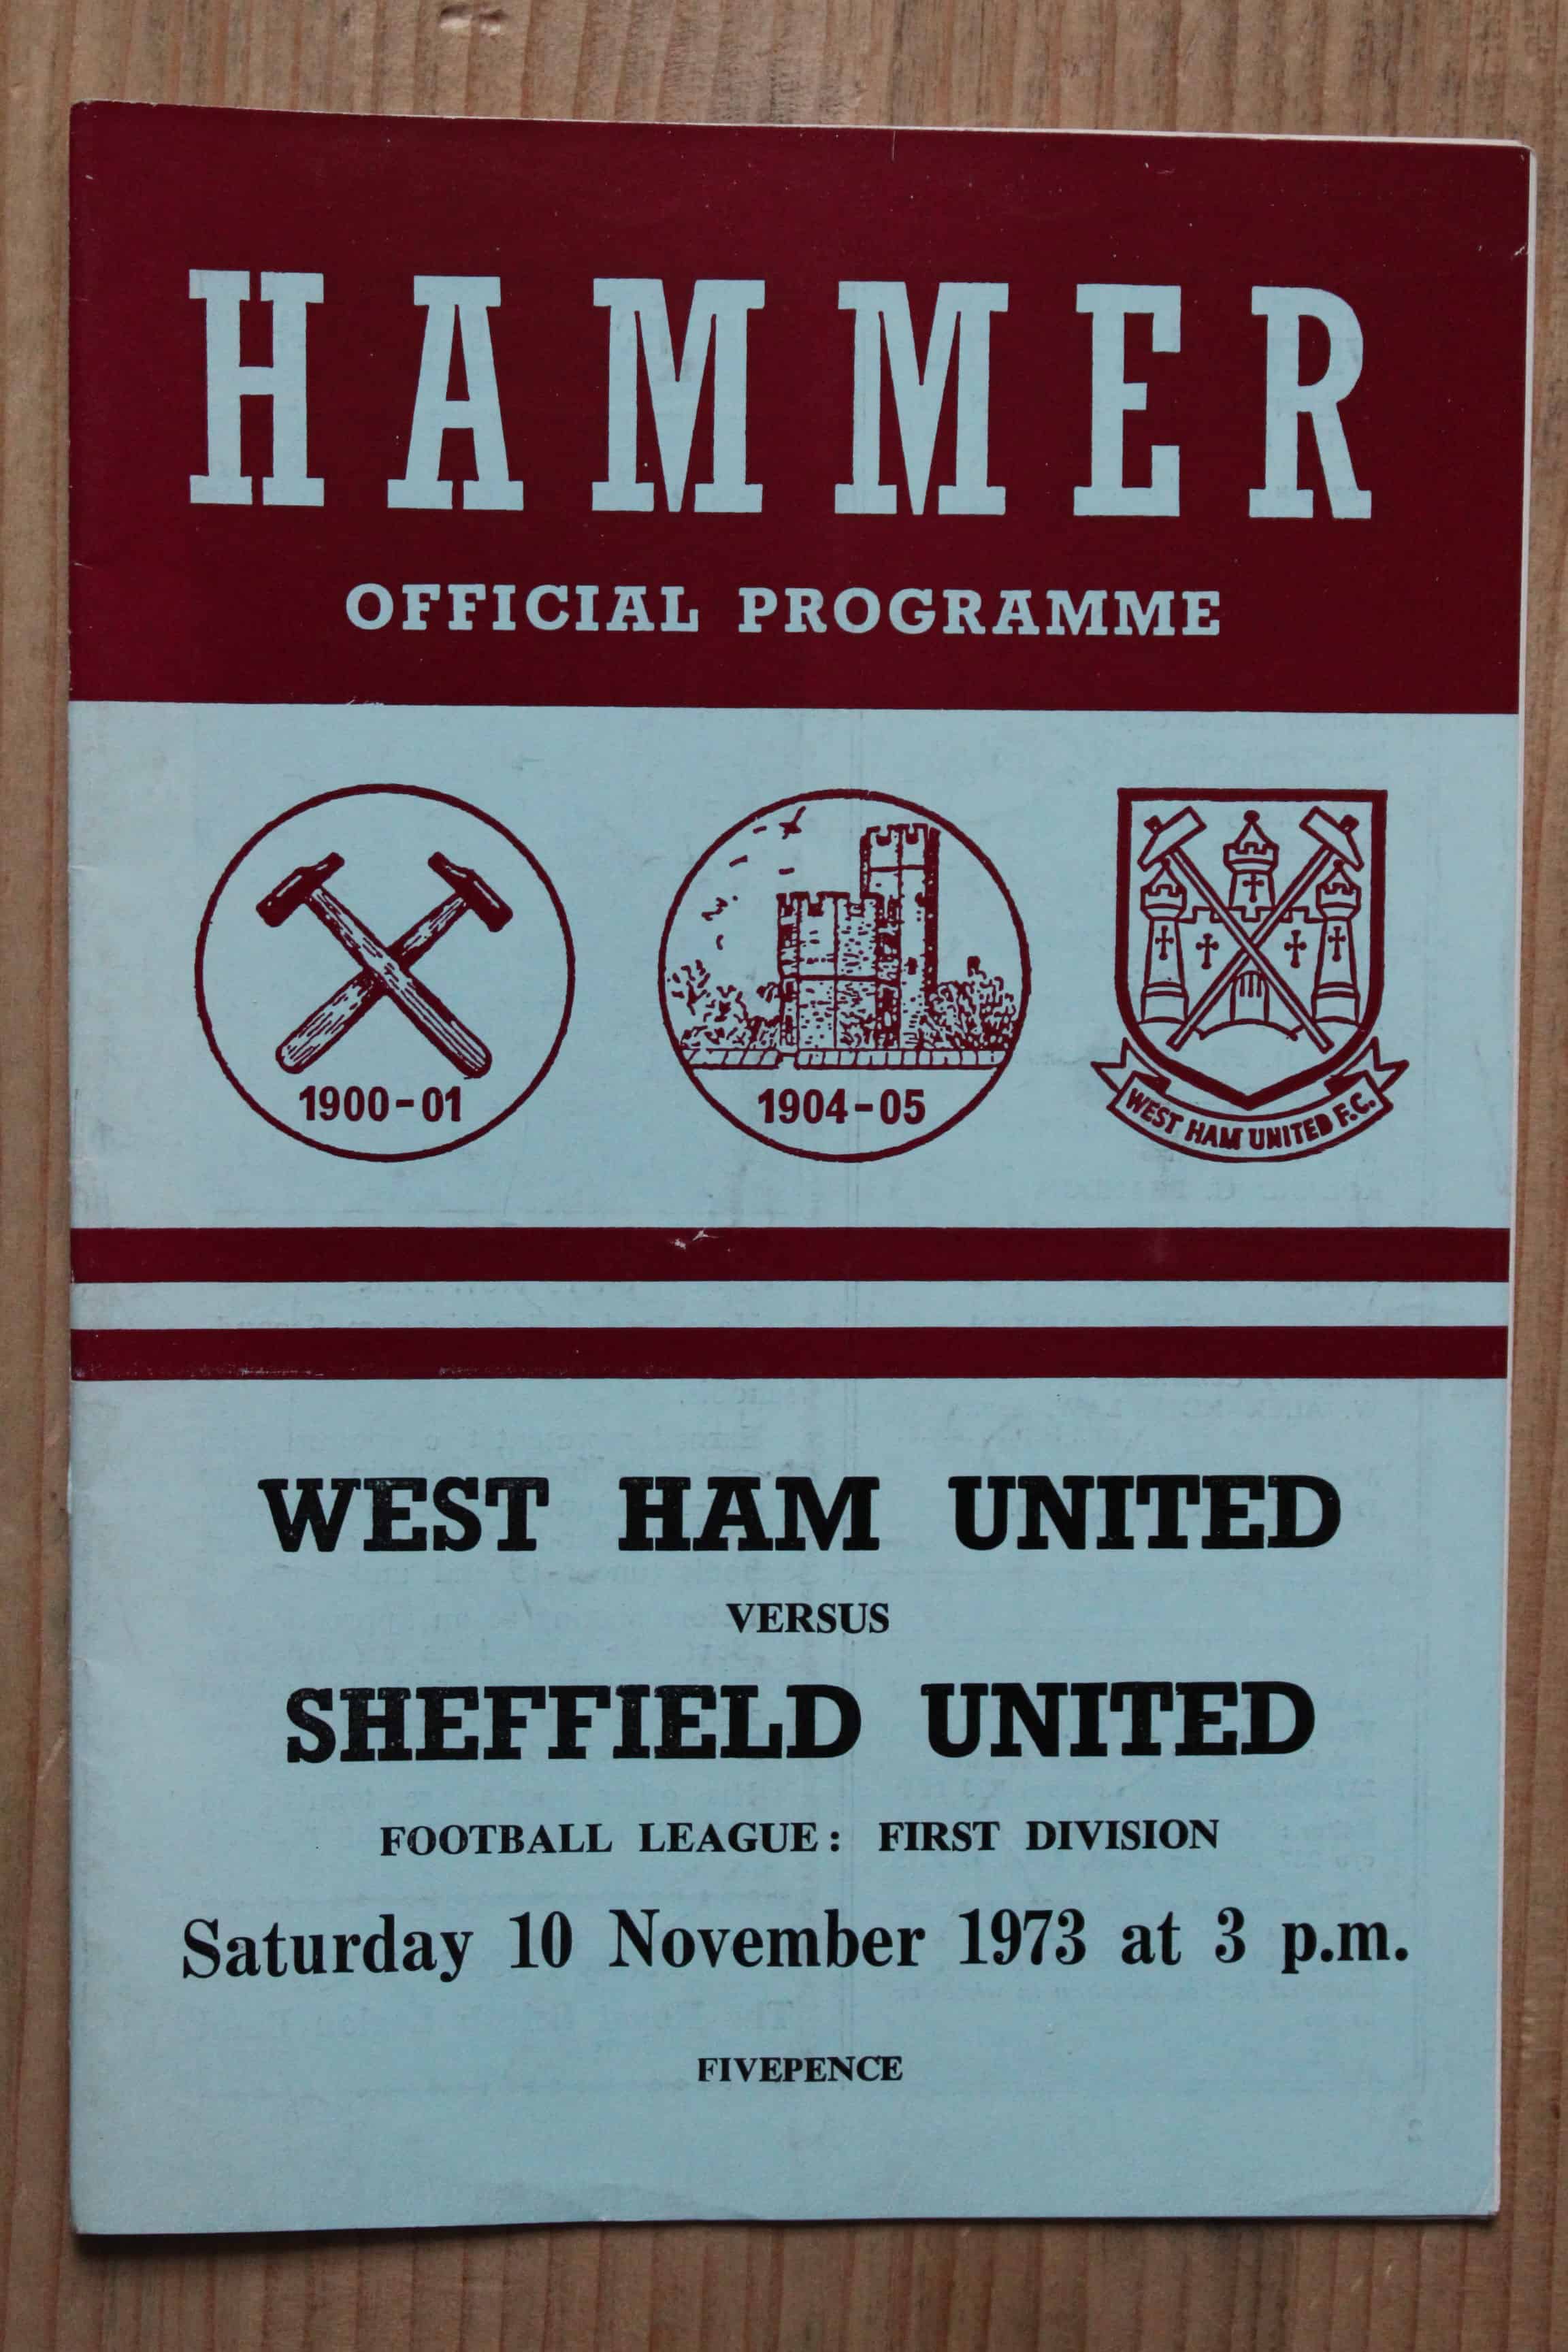 HAMMER
OFFICIAL PROGRAMME
1900-01
1904-05
WEST HAM UNITED F.C.
WEST HAM UNITED
VERSUS
SHEFFIELD UNITED
FOOTBALL LEAGUE: FIRST DIVISION
Saturday 10 November 1973 at 3 p.m.
FIVEPENCE